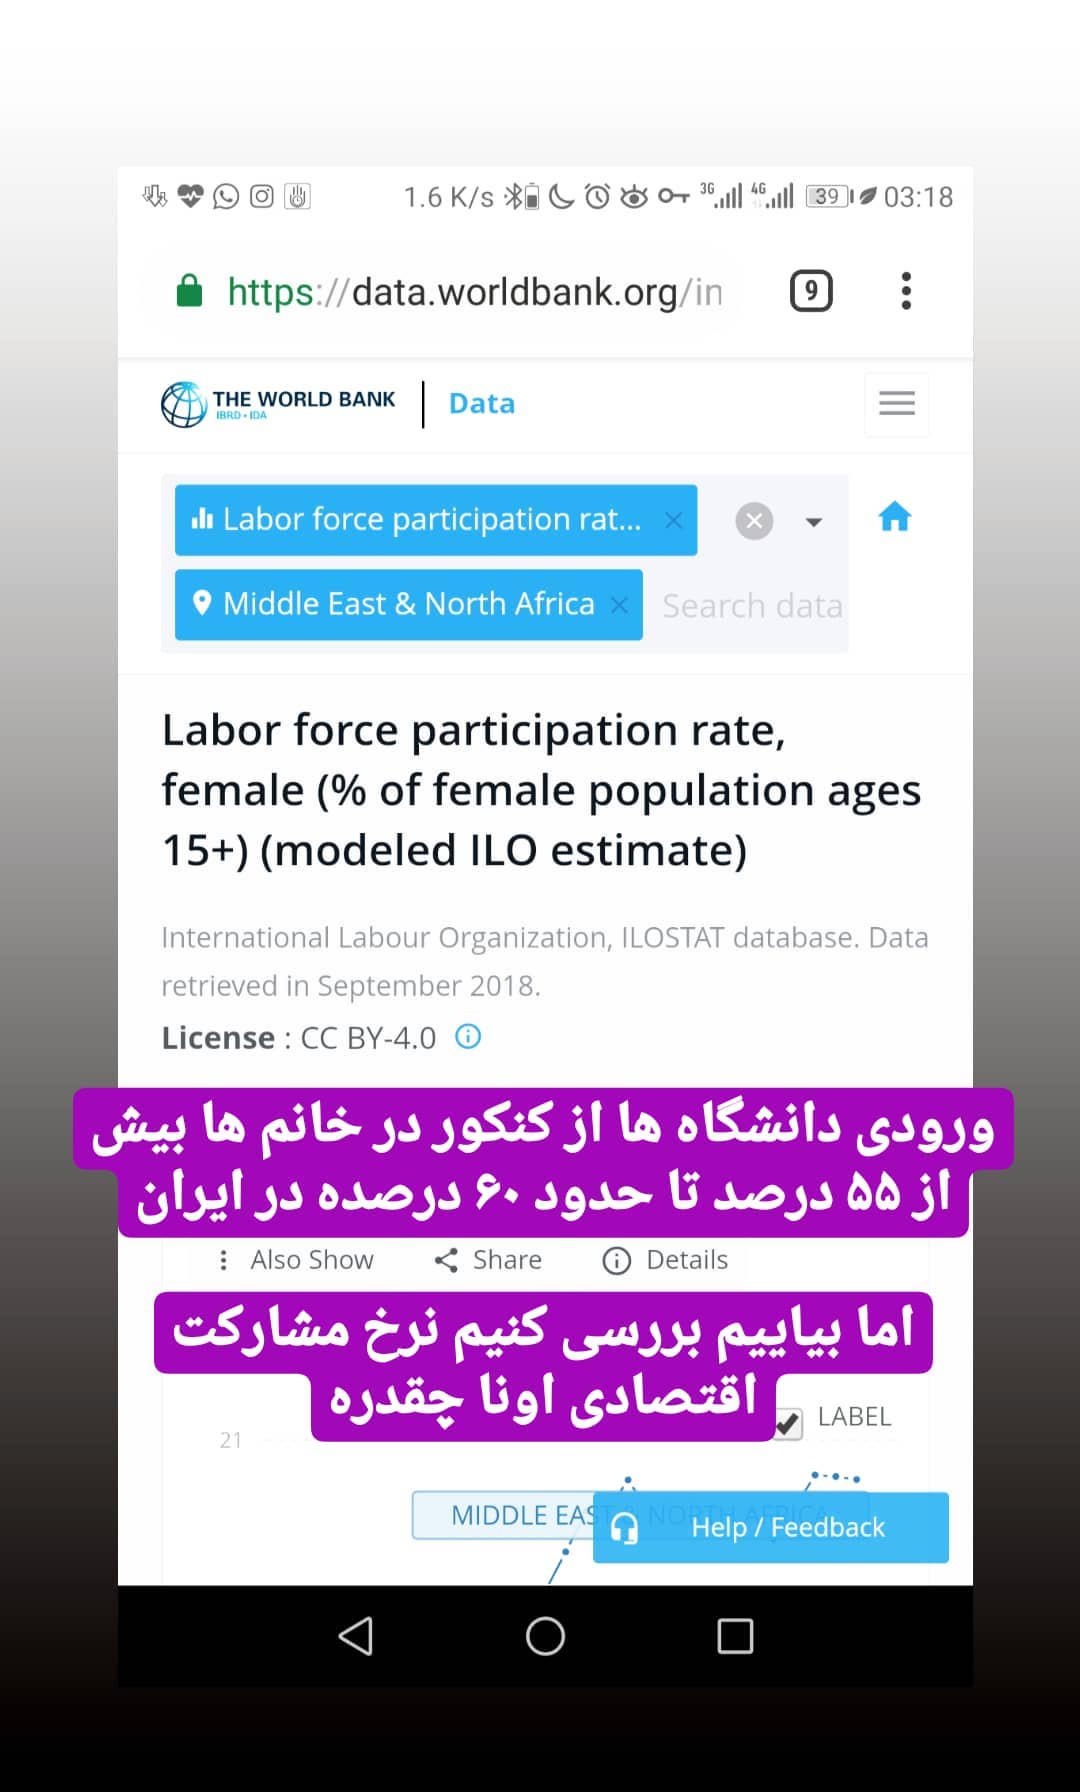 1.6 K/s 3G 4G 39 03:18
https://data.worldbank.org/in
9
THE WORLD BANK
IBRD • IDA
Data
Labor force participation rat...
Middle East & North Africa
Search data
Labor force participation rate,
female (% of female population ages
15+) (modeled ILO estimate)
International Labour Organization, ILOSTAT database. Data
retrieved in September 2018.
License : CC BY-4.0
ورودی دانشگاه ها از کنکور در خانم ها بیش
از ۵۵ درصد تا حدود ۶۰ درصده در ایران
Also Show Share Details
اما بیاییم بررسی کنیم نرخ مشارکت
اقتصادی اونا چقدره
LABEL
21
MIDDLE EAST & NORTH AFRICA
Help / Feedback